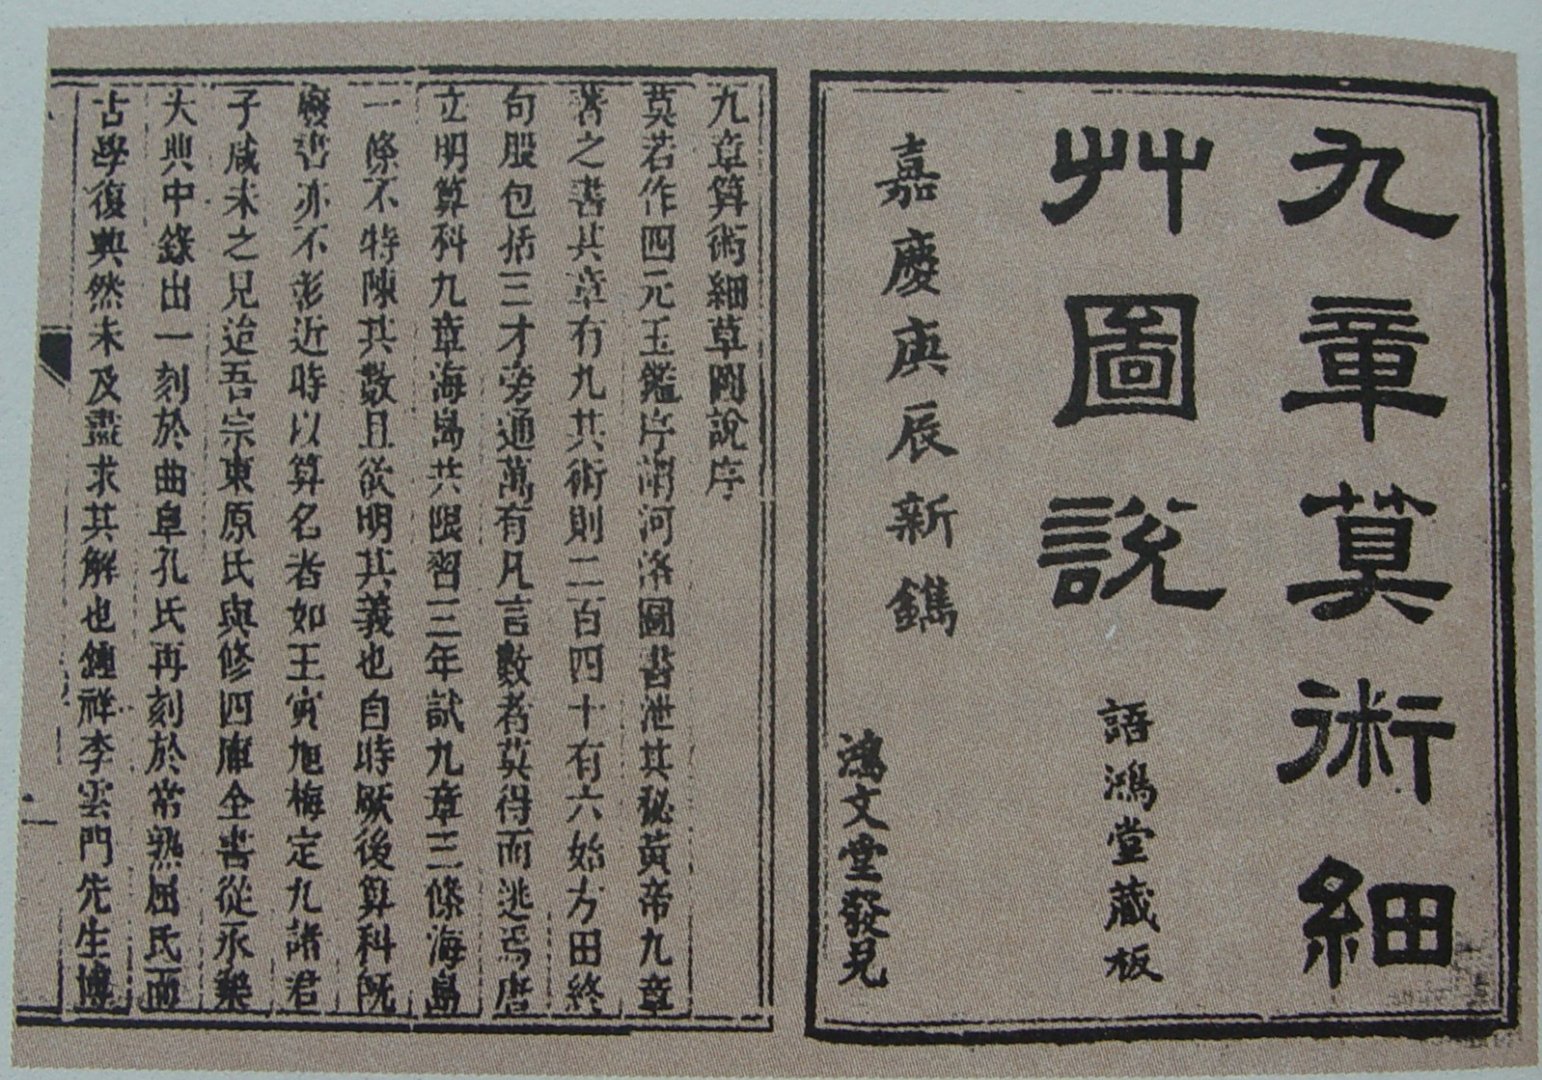 九章算術細
艸圖說
語鴻堂藏板
嘉慶庚辰新鐫
鴻文堂發兌
九章算術細草圖說序
莫若作四元玉鑑序謂河洛圖書泄其秘黃帝九章
著之書其章有九其術則二百四十有六始方田終
句股包括三才旁通萬有凡言數者莫得而逃焉唐
立明算科九章海島共限習三年試九章三條海島
一條不特陳其數且欲明其義也自時厥後算科既
廢書亦不彰近時以算名者如王寅旭梅定九諸君
子咸未之見迨吾宗東原氏與修四庫全書從永樂
大典中錄出一刻於曲阜孔氏再刻於常熟屈氏而
古學復興然未及盡求其解也鍾祥李雲門先生博